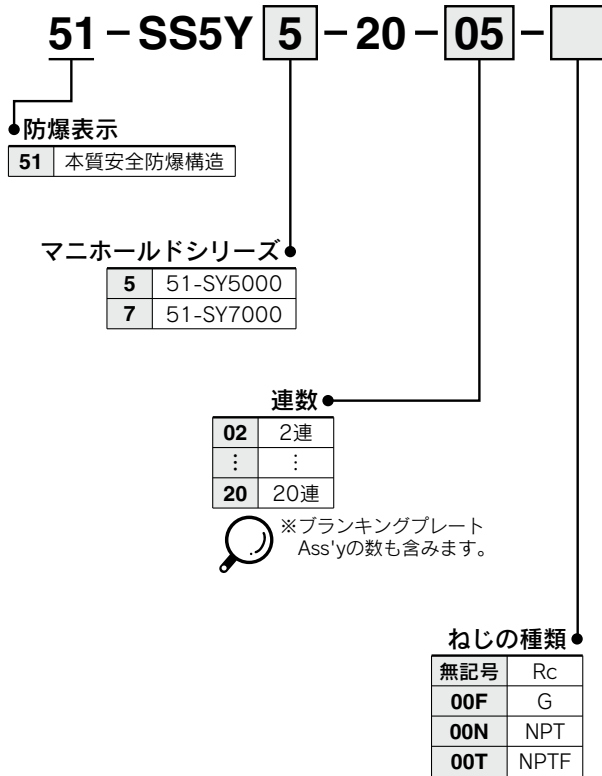 51-SS5Y 5-20-05-
防爆表示
51 本質安全防爆構造
マニホールドシリーズ
5 51-SY5000
7 51-SY7000
連数
02 2連
⋮ ⋮
20 20連
※ブランキングプレート
Ass'yの数も含みます。
ねじの種類
無記号 Rc
00F G
00N NPT
00T NPTF